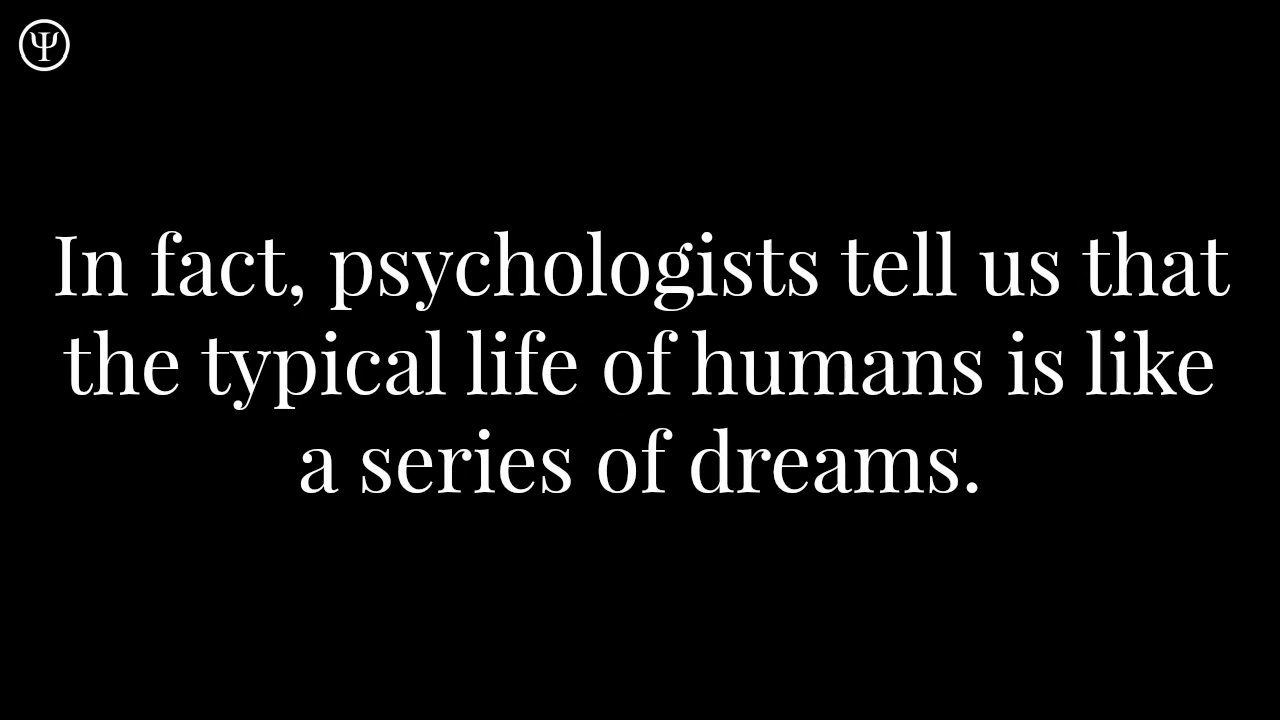 Ψ
In fact, psychologists tell us that
the typical life of humans is like
a series of dreams.